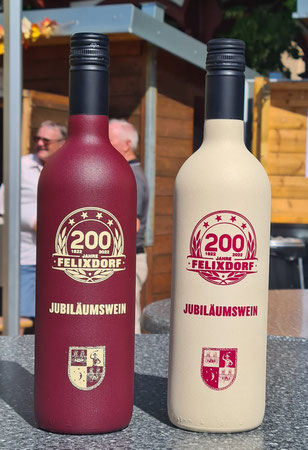 200
1822 2022
JAHRE
FELIXDORF
JUBILÄUMSWEIN
200
1822 2022
JAHRE
FELIXDORF
JUBILÄUMSWEIN